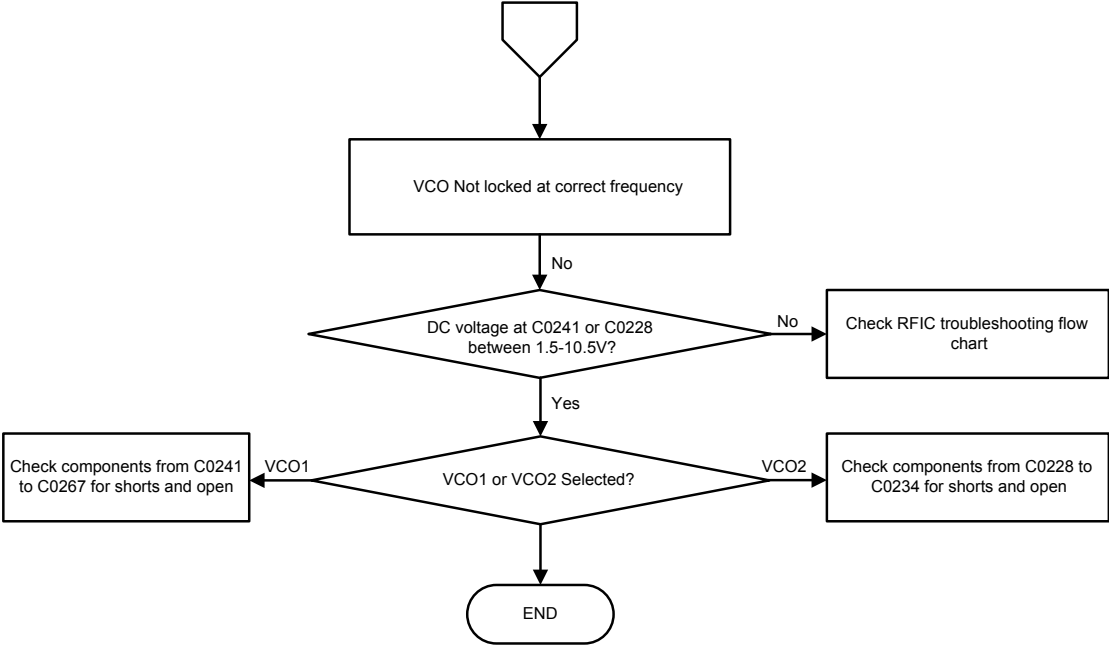 VCO Not locked at correct frequency
No
DC voltage at C0241 or C0228
between 1.5-10.5V?
No
Check RFIC troubleshooting flow
chart
Yes
Check components from C0241
to C0267 for shorts and open
VCO1
VCO1 or VCO2 Selected?
VCO2
Check components from C0228 to
C0234 for shorts and open
END